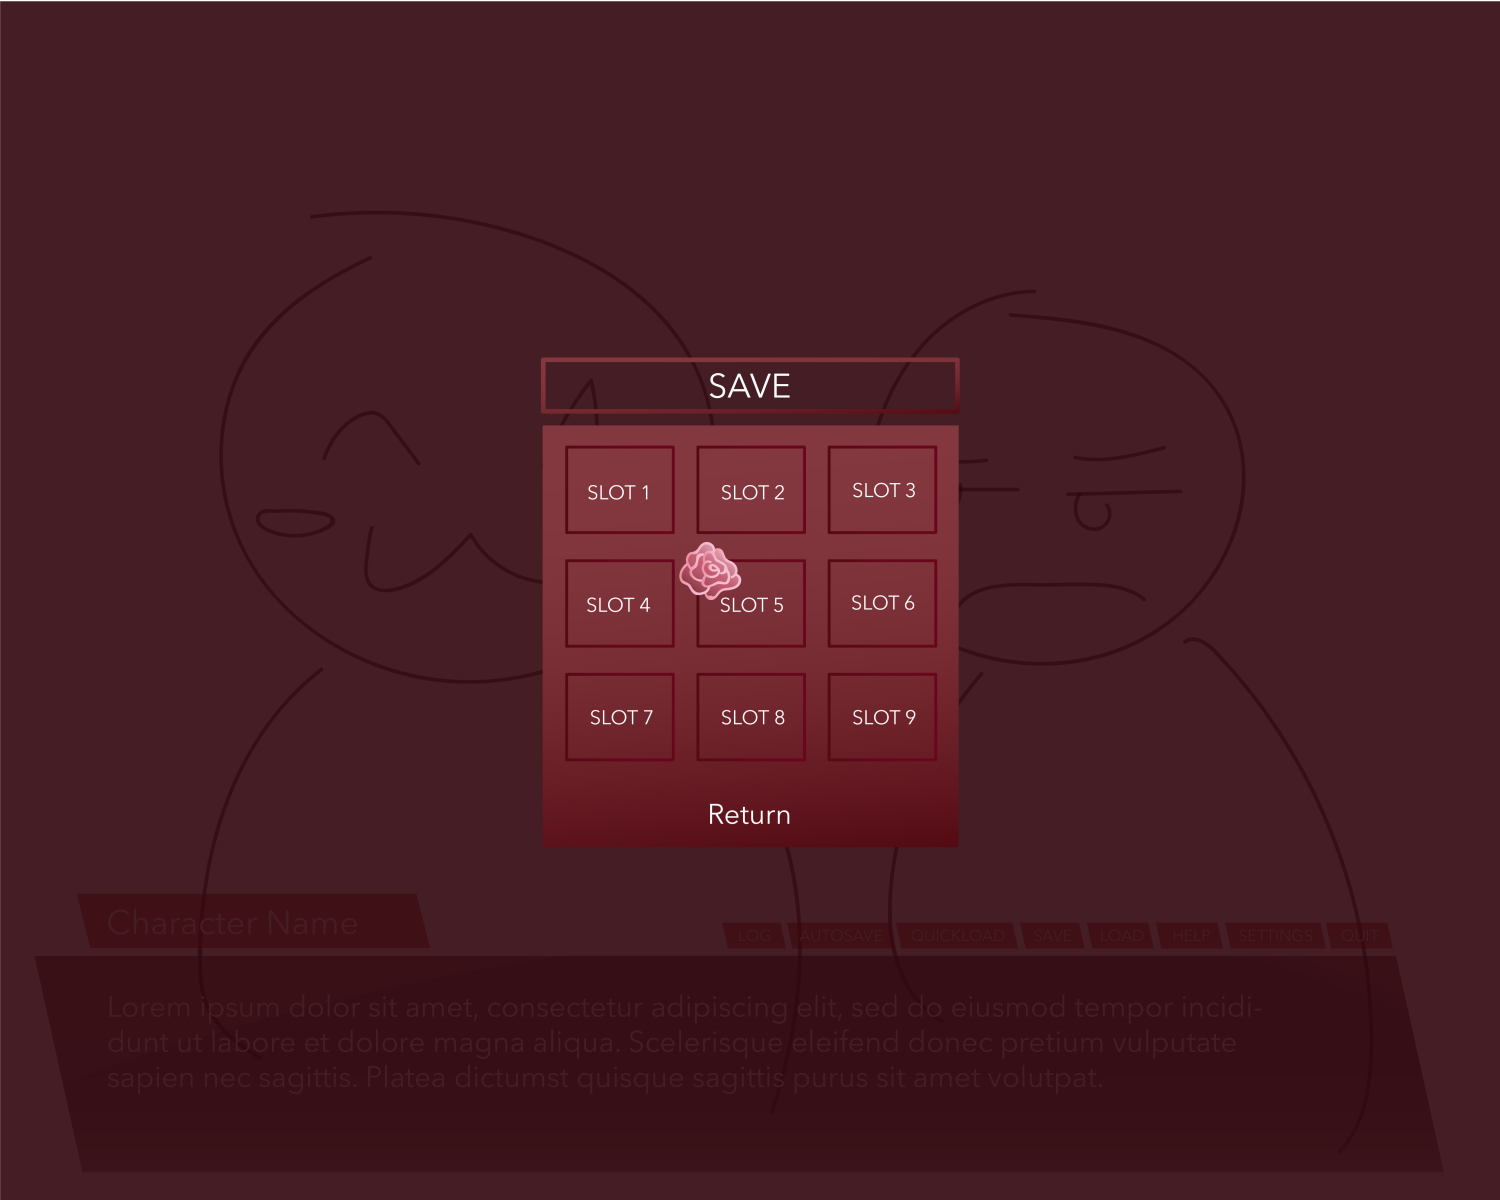 SAVE
SLOT 1
SLOT 2
SLOT 3
SLOT 4
SLOT 5
SLOT 6
SLOT 7
SLOT 8
SLOT 9
Return
Character Name
LOG
AUTOSAVE
QUICKLOAD
SAVE
LOAD
HELP
SETTINGS
QUIT
Lorem ipsum dolor sit amet, consectetur adipiscing elit, sed do eiusmod tempor incidi-
dunt ut labore et dolore magna aliqua. Scelerisque eleifend donec pretium vulputate
sapien nec sagittis. Platea dictumst quisque sagittis purus sit amet volutpat.